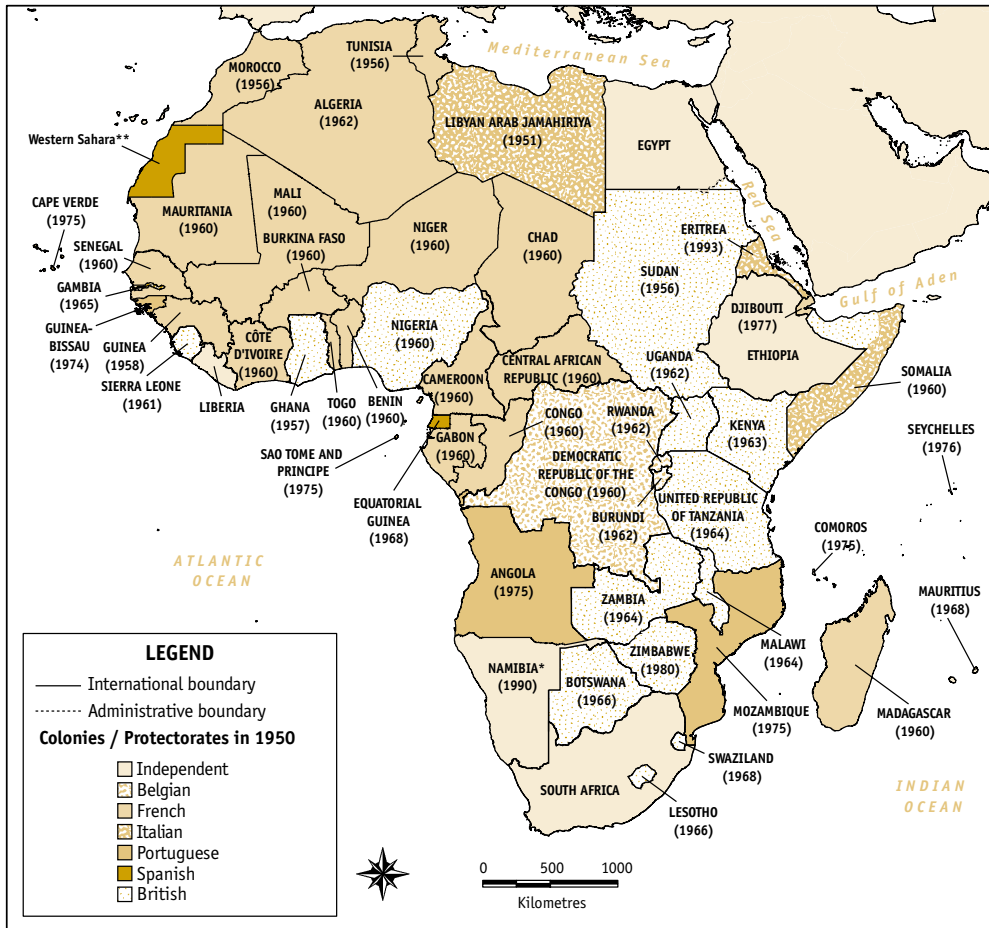 TUNISIA
(1956)
Mediterranean Sea
MOROCCO
(1956)
ALGERIA
(1962)
LIBYAN ARAB JAMAHIRIYA
(1951)
EGYPT
Western Sahara**
Red Sea
CAPE VERDE
(1975)
MAURITANIA
(1960)
MALI
(1960)
BURKINA FASO
(1960)
NIGER
(1960)
CHAD
(1960)
ERITREA
(1993)
SUDAN
(1956)
SENEGAL
(1960)
GAMBIA
(1965)
Gulf of Aden
DJIBOUTI
(1977)
GUINEA-
BISSAU
(1974)
GUINEA
(1958)
SIERRA LEONE
(1961)
LIBERIA
CÔTE
D'IVOIRE
(1960)
GHANA
(1957)
TOGO
(1960)
BENIN
(1960)
NIGERIA
(1960)
CAMEROON
(1960)
CENTRAL AFRICAN
REPUBLIC (1960)
ETHIOPIA
UGANDA
(1962)
SOMALIA
(1960)
KENYA
(1963)
SEYCHELLES
(1976)
SAO TOME AND
PRINCIPE
(1975)
EQUATORIAL
GUINEA
(1968)
GABON
(1960)
CONGO
(1960)
RWANDA
(1962)
DEMOCRATIC
REPUBLIC OF THE
CONGO (1960)
BURUNDI
(1962)
UNITED REPUBLIC
OF TANZANIA
(1964)
COMOROS
(1975)
ATLANTIC
OCEAN
ANGOLA
(1975)
ZAMBIA
(1964)
MALAWI
(1964)
MAURITIUS
(1968)
ZIMBABWE
(1980)
NAMIBIA*
(1990)
BOTSWANA
(1966)
MOZAMBIQUE
(1975)
MADAGASCAR
(1960)
SWAZILAND
(1968)
SOUTH AFRICA
LESOTHO
(1966)
INDIAN
OCEAN
LEGEND
International boundary
Administrative boundary
Colonies / Protectorates in 1950
Independent
Belgian
French
Italian
Portuguese
Spanish
British
0 500 1000
Kilometres